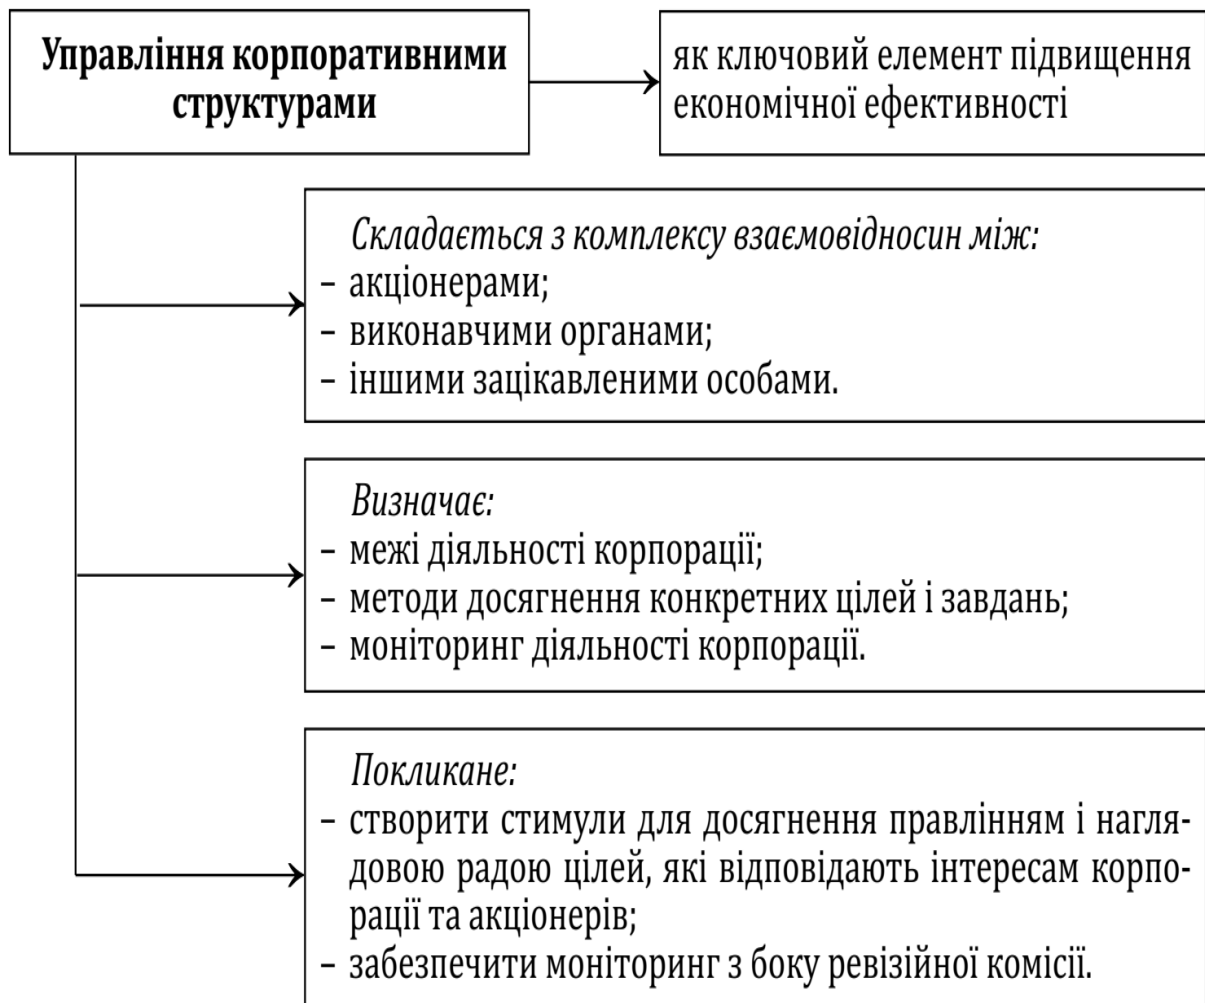 Управління корпоративними
структурами
як ключовий елемент підвищення
економічної ефективності
Складається з комплексу взаємовідносин між:
– акціонерами;
– виконавчими органами;
– іншими зацікавленими особами.
Визначає:
– межі діяльності корпорації;
– методи досягнення конкретних цілей і завдань;
– моніторинг діяльності корпорації.
Покликане:
– створити стимули для досягнення правлінням і нагля-
довою радою цілей, які відповідають інтересам корпо-
рації та акціонерів;
– забезпечити моніторинг з боку ревізійної комісії.